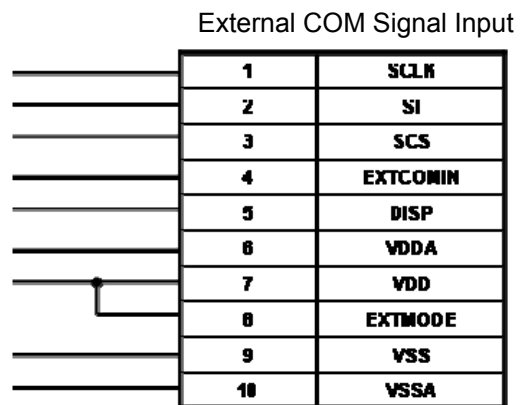 External COM Signal Input
1 SCLK
2 SI
3 SCS
4 EXTCOMIN
5 DISP
6 VDDA
7 VDD
8 EXTMODE
9 VSS
10 VSSA